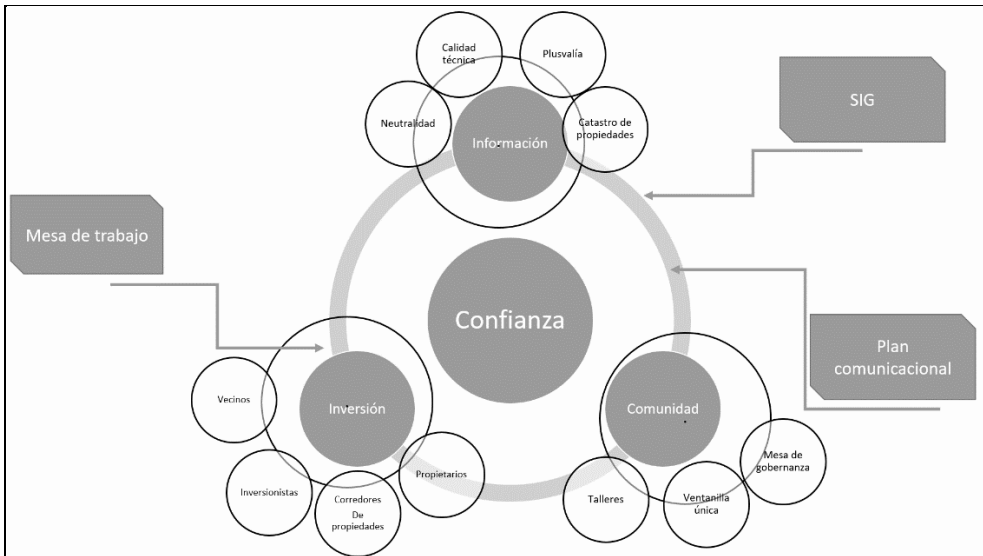 Calidad
técnica
Plusvalía
Neutralidad
Información
Catastro de
propiedades
SIG
Mesa de trabajo
Confianza
Plan
comunicacional
Vecinos
Inversión
Comunidad
Inversionistas
Corredores
De
propiedades
Propietarios
Talleres
Ventanilla
única
Mesa de
gobernanza